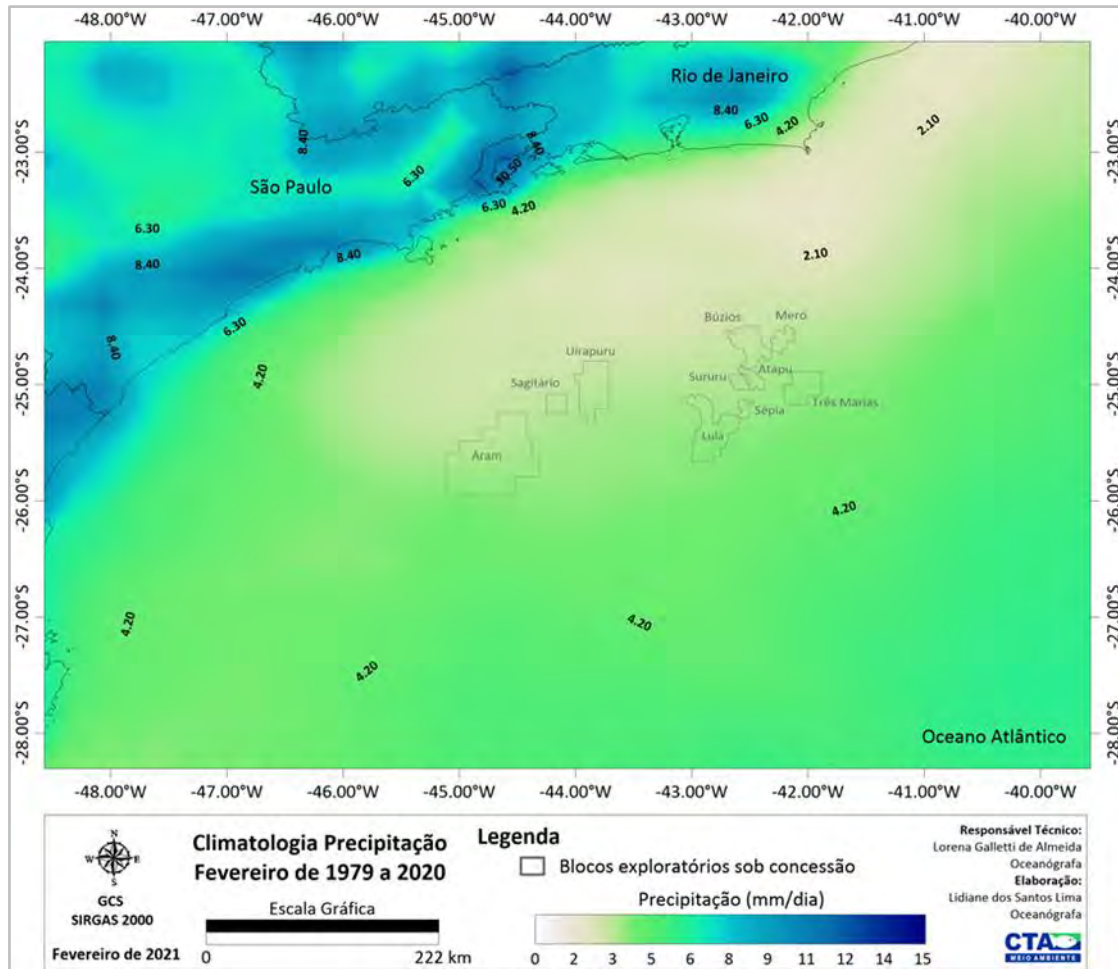 -48.00°W -47.00°W -46.00°W -45.00°W -44.00°W -43.00°W -42.00°W -41.00°W -40.00°W
Rio de Janeiro
8.40
6.30
4.20
2.10
-23.00°S
8.40
8.40
10.50
-23.00°S
São Paulo
6.30
6.30
4.20
6.30
8.40
8.40
2.10
-24.00°S
-24.00°S
6.30
8.40
Búzios
Mero
4.20
Uirapuru
Sagitário
Sururu
Atapu
-25.00°S
-25.00°S
Sépia
Três Marias
Lula
Aram
-26.00°S
4.20
-26.00°S
4.20
4.20
-27.00°S
-27.00°S
4.20
-28.00°S
Oceano Atlântico
-28.00°S
-48.00°W -47.00°W -46.00°W -45.00°W -44.00°W -43.00°W -42.00°W -41.00°W -40.00°W
N
W E
S
GCS
SIRGAS 2000
Fevereiro de 2021
Climatologia Precipitação
Fevereiro de 1979 a 2020
Escala Gráfica
0 222 km
Legenda
Blocos exploratórios sob concessão
Precipitação (mm/dia)
0 2 3 5 6 8 9 11 12 14 15
Responsável Técnico:
Lorena Galletti de Almeida
Oceanógrafa
Elaboração:
Lidiane dos Santos Lima
Oceanógrafa
CTA
MEIO AMBIENTE